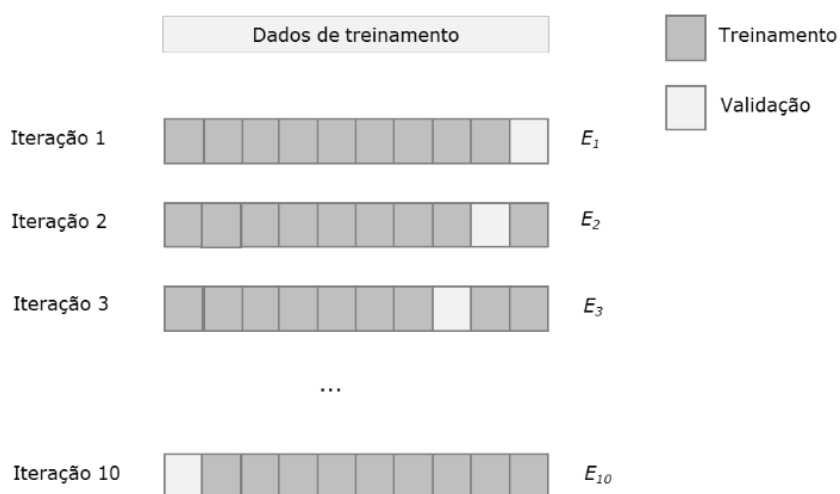 Dados de treinamento
Treinamento
Validação
Iteração 1
E₁
Iteração 2
E₂
Iteração 3
E₃
...
Iteração 10
E₁₀